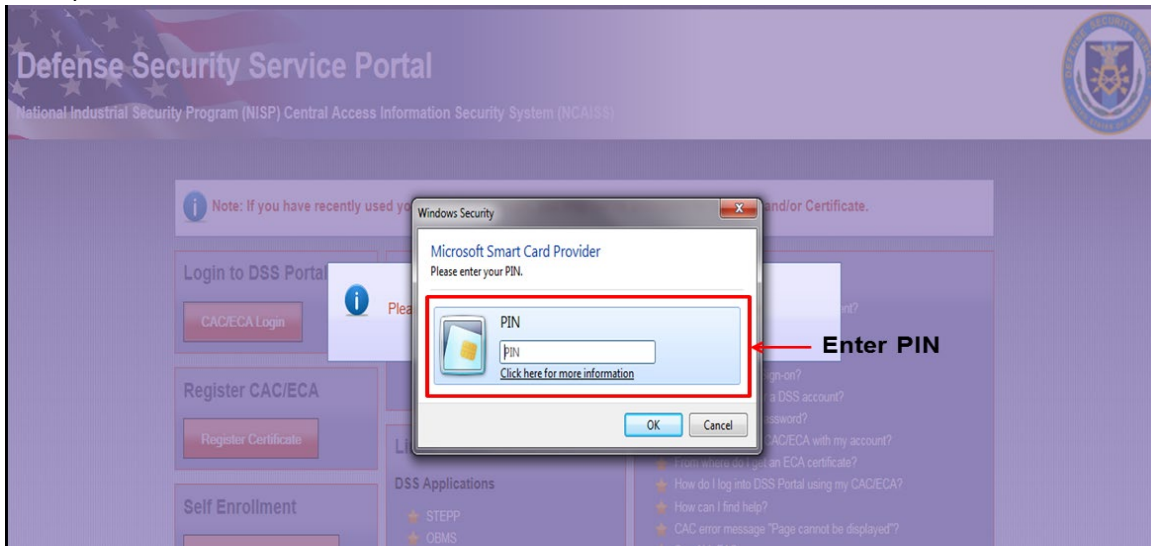 Defense Security Service Portal
National Industrial Security Program (NISP) Central Access Information Security System (NCAISS)
Note: If you have recently used yo and/or Certificate.
Windows Security
Microsoft Smart Card Provider
Please enter your PIN.
PIN
PIN
Click here for more information
OK Cancel
Enter PIN
Login to DSS Portal
CAC/ECA Login
Plea
Register CAC/ECA
Register Certificate
Self Enrollment
DSS Applications
STEPP
OBMS
sign-on?
a DSS account?
password?
CAC/ECA with my account?
From where do I get an ECA certificate?
How do I log into DSS Portal using my CAC/ECA?
How can I find help?
CAC error message "Page cannot be displayed"?